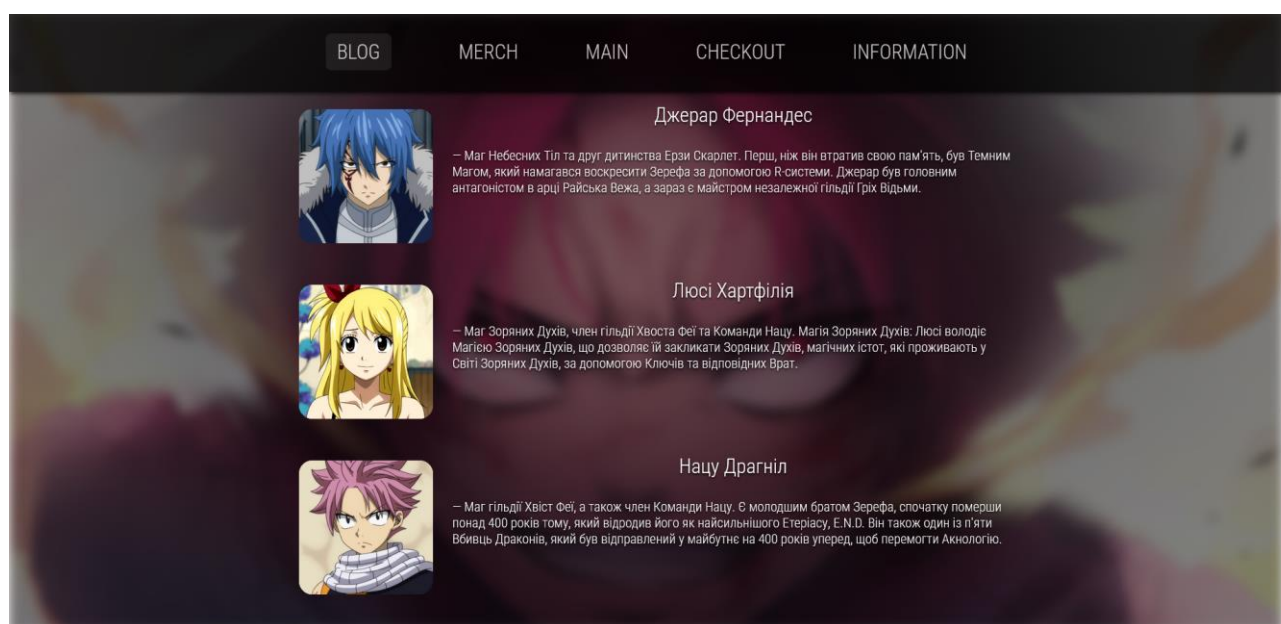 BLOG MERCH MAIN CHECKOUT INFORMATION
Джерар Фернандес
— Маг Небесних Тіл та друг дитинства Ерзи Скарлет. Перш, ніж він втратив свою пам'ять, був Темним
Магом, який намагався воскресити Зерефа за допомогою R-системи. Джерар був головним
антагоністом в арці Райська Вежа, а зараз є майстром незалежної гільдії Гріх Відьми.
Люсі Хартфілія
— Маг Зоряних Духів, член гільдії Хвоста Феї та Команди Нацу. Магія Зоряних Духів: Люсі володіє
Магією Зоряних Духів, що дозволяє їй закликати Зоряних Духів, магічних істот, які проживають у
Світі Зоряних Духів, за допомогою Ключів та відповідних Врат.
Нацу Драгніл
— Маг гільдії Хвіст Феї, а також член Команди Нацу. Є молодшим братом Зерефа, спочатку померши
понад 400 років тому, який відродив його як найсильнішого Етеріасу, E.N.D. Він також один із п'яти
Вбивць Драконів, який був відправлений у майбутнє на 400 років уперед, щоб перемогти Акнологію.